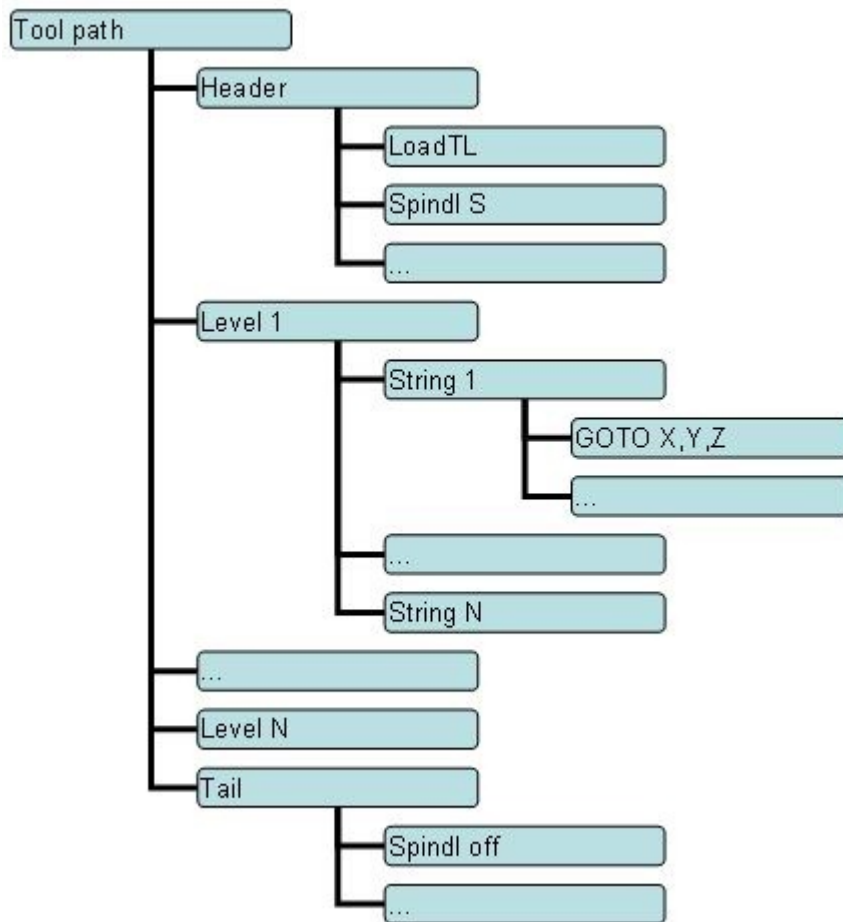 Tool path
Header
LoadTL
Spindl S
...
Level 1
String 1
GOTO X,Y,Z
...
...
String N
...
Level N
Tail
Spindl off
...